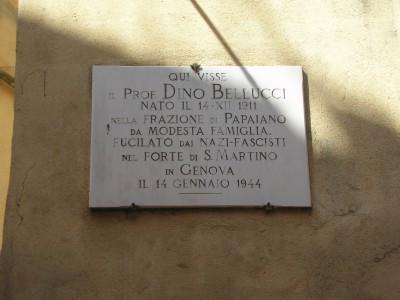 QUI VISSE
IL PROF. DINO BELLUCCI
NATO IL 14-XII 1911
NELLA FRAZIONE DI PAPAIANO
DA MODESTA FAMIGLIA.
FUCILATO DAI NAZI-FASCISTI
NEL FORTE DI S. MARTINO
IN GENOVA
IL 14 GENNAIO 1944